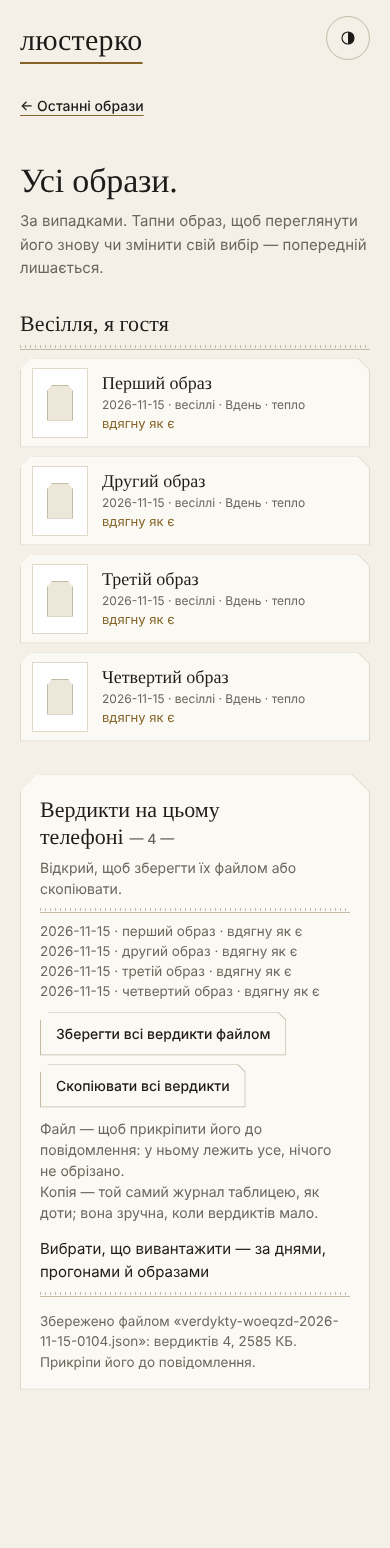 люстерко
← Останні образи
Усі образи.
За випадками. Тапни образ, щоб переглянути
його знову чи змінити свій вибір — попередній
лишається.
Весілля, я гостя
Перший образ
2026-11-15 · весіллі · Вдень · тепло
вдягну як є
Другий образ
2026-11-15 · весіллі · Вдень · тепло
вдягну як є
Третій образ
2026-11-15 · весіллі · Вдень · тепло
вдягну як є
Четвертий образ
2026-11-15 · весіллі · Вдень · тепло
вдягну як є
Вердикти на цьому
телефоні — 4 —
Відкрий, щоб зберегти їх файлом або
скопіювати.
2026-11-15 · перший образ · вдягну як є
2026-11-15 · другий образ · вдягну як є
2026-11-15 · третій образ · вдягну як є
2026-11-15 · четвертий образ · вдягну як є
Зберегти всі вердикти файлом
Скопіювати всі вердикти
Файл — щоб прикріпити його до
повідомлення: у ньому лежить усе, нічого
не обрізано.
Копія — той самий журнал таблицею, як
доти; вона зручна, коли вердиктів мало.
Вибрати, що вивантажити — за днями,
прогонами й образами
Збережено файлом «verdykty-woeqzd-2026-
11-15-0104.json»: вердиктів 4, 2585 КБ.
Прикріпи його до повідомлення.